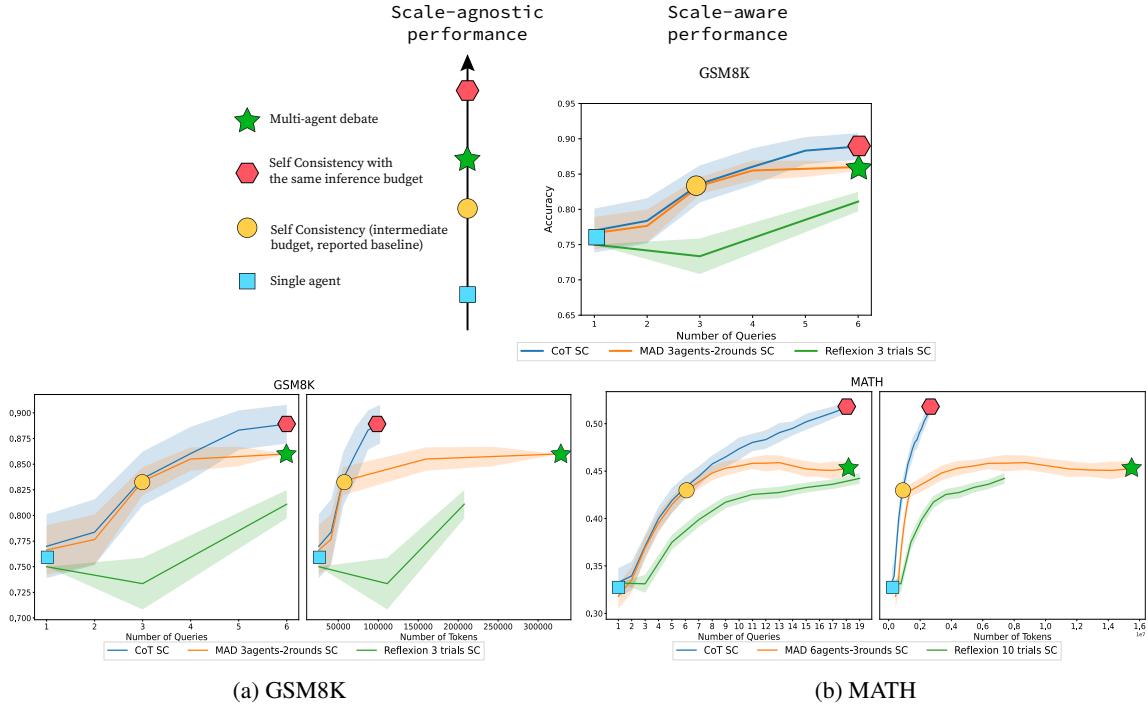 Scale-agnostic
performance
Scale-aware
performance
Multi-agent debate
Self Consistency with
the same inference budget
Self Consistency (intermediate
budget, reported baseline)
Single agent
GSM8K
0.95
0.90
0.85
0.80
0.75
0.70
0.65
Accuracy
1 2 3 4 5 6
Number of Queries
CoT SC MAD 3agents-2rounds SC Reflexion 3 trials SC
GSM8K
0,900
0,875
0,850
0,825
0,800
0,775
0,750
0,725
0,700
1 2 3 4 5 6
Number of Queries
50000 100000 150000 200000 250000 300000
Number of Tokens
CoT SC MAD 3agents-2rounds SC Reflexion 3 trials SC
MATH
0,50
0,45
0,40
0,35
0,30
1 2 3 4 5 6 7 8 9 10 11 12 13 14 15 16 17 18 19
Number of Queries
0,0 0,2 0,4 0,6 0,8 1,0 1,2 1,4 1,6
1e7
Number of Tokens
CoT SC MAD 6agents-3rounds SC Reflexion 10 trials SC
(a) GSM8K
(b) MATH